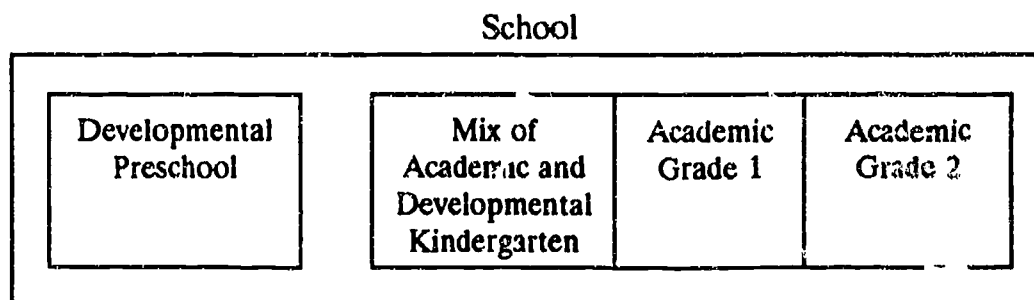 School
Developmental
Preschool
Mix of
Academic and
Developmental
Kindergarten
Academic
Grade 1
Academic
Grade 2